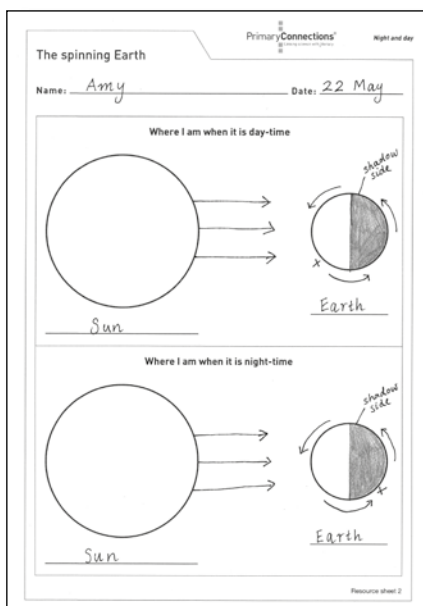 PrimaryConnections
Linking science with literacy
Night and day
The spinning Earth
Name: Amy Date: 22 May
Where I am when it is day-time
shadow
side
x
Earth
Sun
Where I am when it is night-time
shadow
side
x
Earth
Sun
Resource sheet 2